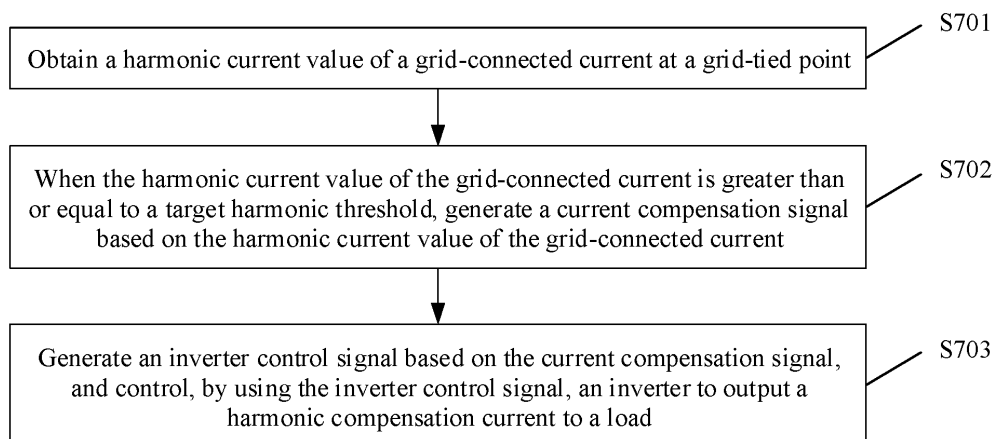 S701
Obtain a harmonic current value of a grid-connected current at a grid-tied point
S702
When the harmonic current value of the grid-connected current is greater than
or equal to a target harmonic threshold, generate a current compensation signal
based on the harmonic current value of the grid-connected current
S703
Generate an inverter control signal based on the current compensation signal,
and control, by using the inverter control signal, an inverter to output a
harmonic compensation current to a load